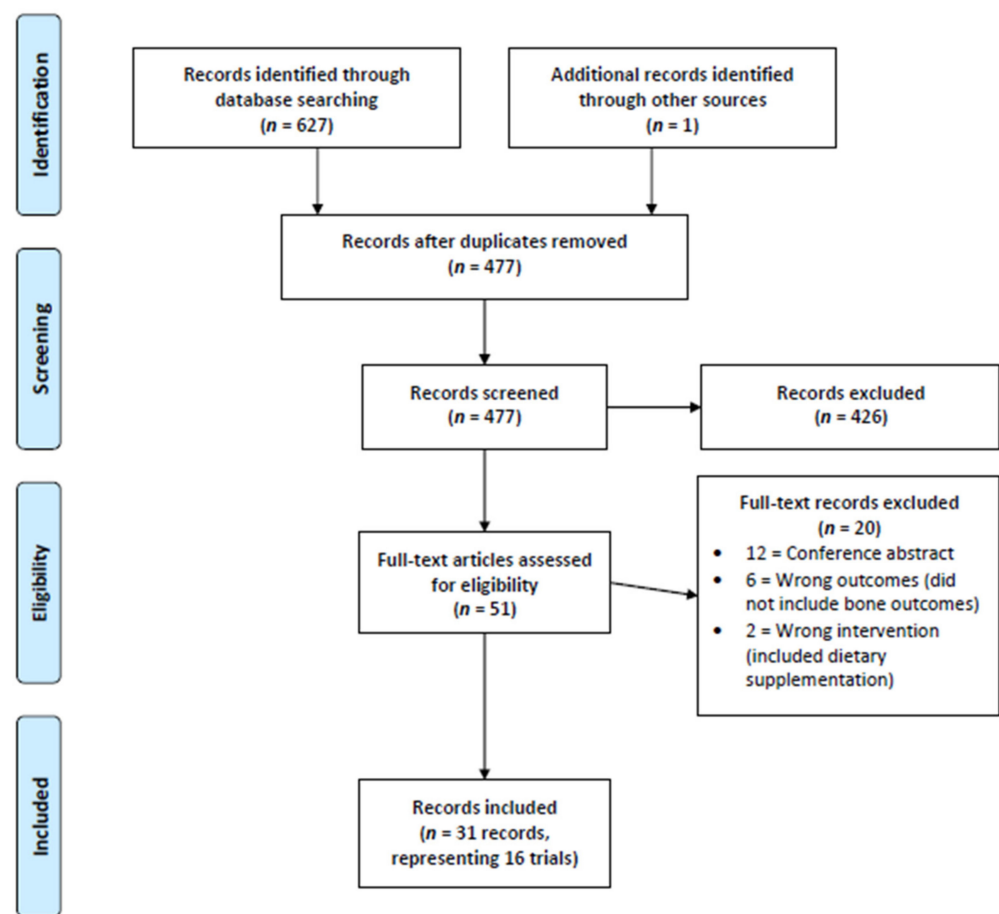 Identification
Records identified through
database searching
(n = 627)
Additional records identified
through other sources
(n = 1)
Records after duplicates removed
(n = 477)
Screening
Records screened
(n = 477)
Records excluded
(n = 426)
Eligibility
Full-text articles assessed
for eligibility
(n = 51)
Full-text records excluded
(n = 20)
• 12 = Conference abstract
• 6 = Wrong outcomes (did
not include bone outcomes)
• 2 = Wrong intervention
(included dietary
supplementation)
Included
Records included
(n = 31 records,
representing 16 trials)